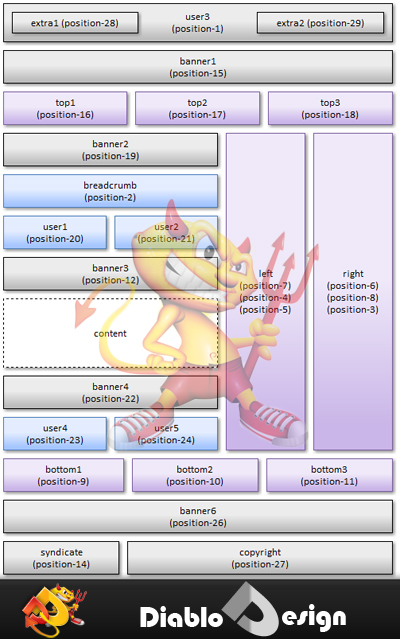 extra1 (position-28)
user3
(position-1)
extra2 (position-29)
banner1
(position-15)
top1
(position-16)
top2
(position-17)
top3
(position-18)
banner2
(position-19)
breadcrumb
(position-2)
user1
(position-20)
user2
(position-21)
banner3
(position-12)
content
left
(position-7)
(position-4)
(position-5)
right
(position-6)
(position-8)
(position-3)
banner4
(position-22)
user4
(position-23)
user5
(position-24)
bottom1
(position-9)
bottom2
(position-10)
bottom3
(position-11)
banner6
(position-26)
syndicate
(position-14)
copyright
(position-27)
Diablo Design